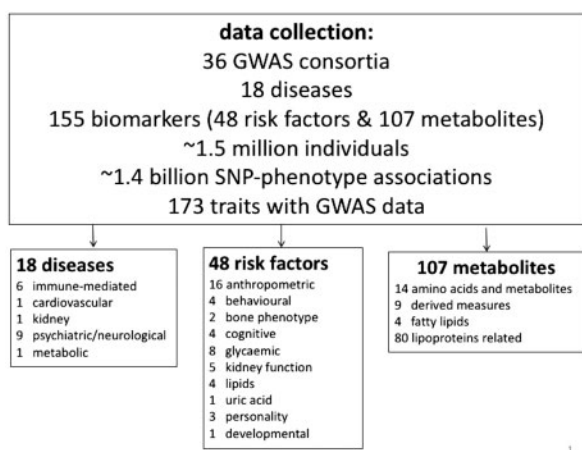 data collection:
36 GWAS consortia
18 diseases
155 biomarkers (48 risk factors & 107 metabolites)
~1.5 million individuals
~1.4 billion SNP-phenotype associations
173 traits with GWAS data
18 diseases
6 immune-mediated
1 cardiovascular
1 kidney
9 psychiatric/neurological
1 metabolic
48 risk factors
16 anthropometric
4 behavioural
2 bone phenotype
4 cognitive
8 glycaemic
5 kidney function
4 lipids
1 uric acid
3 personality
1 developmental
107 metabolites
14 amino acids and metabolites
9 derived measures
4 fatty lipids
80 lipoproteins related
1